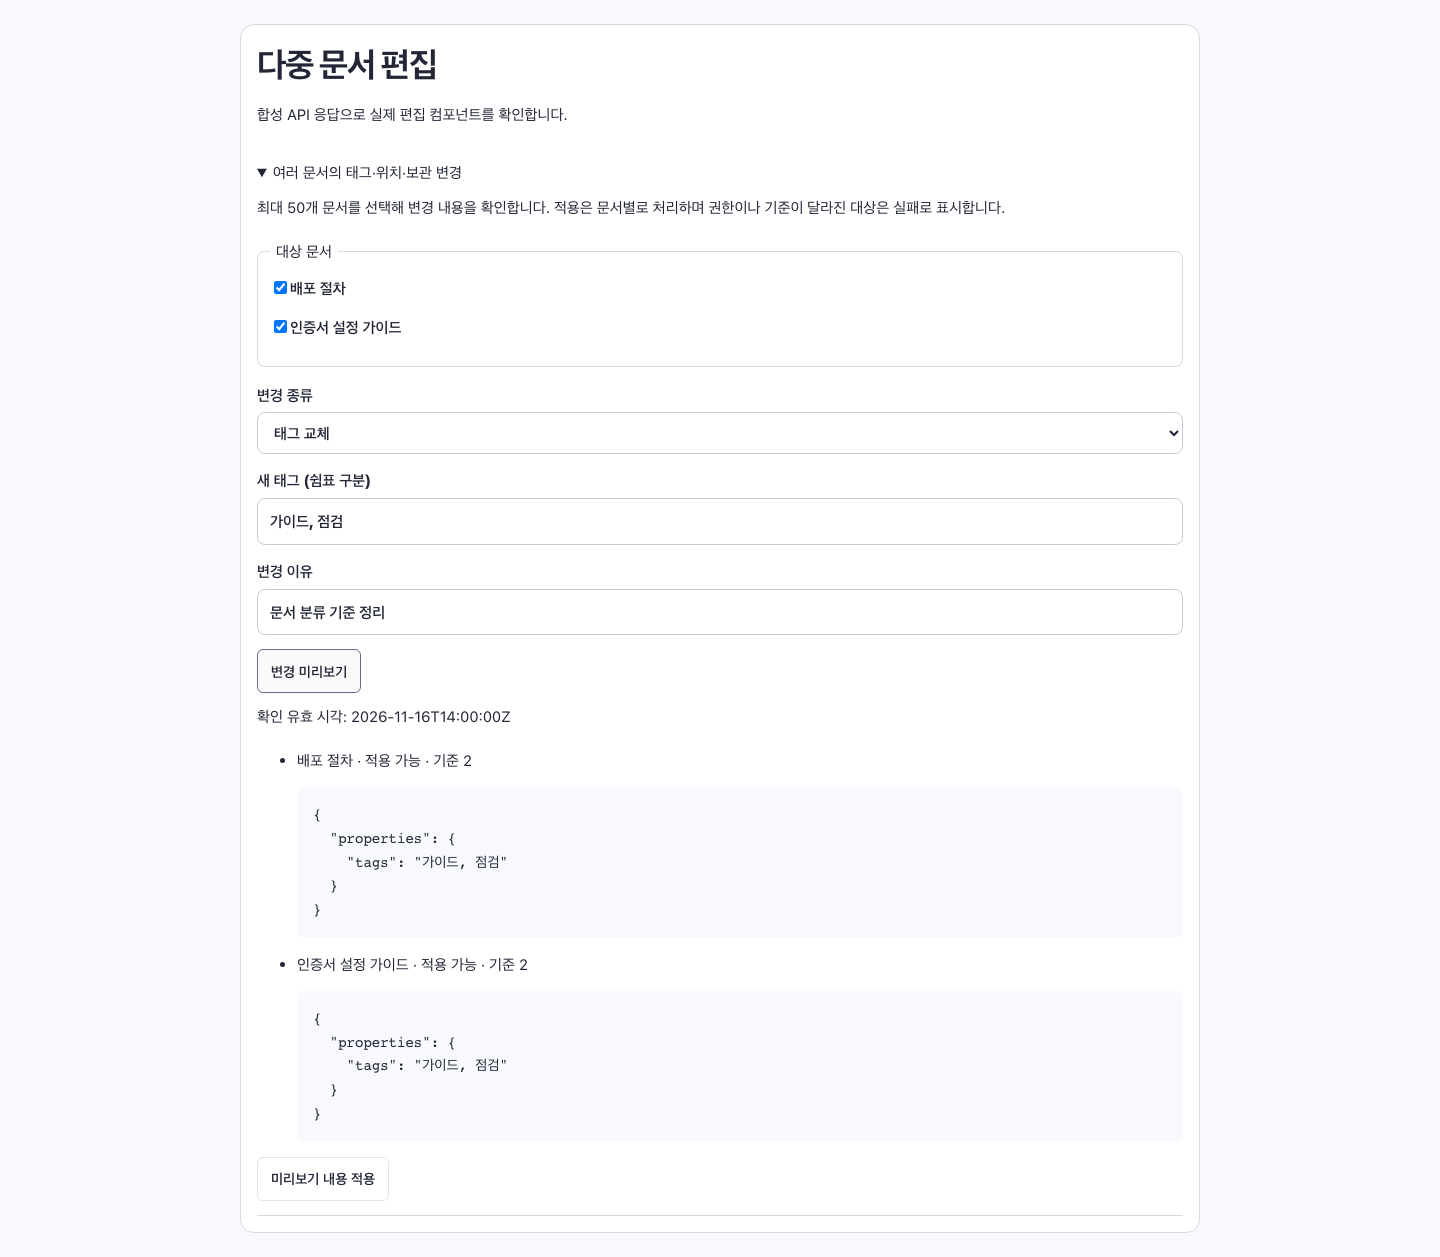 다중 문서 편집
합성 API 응답으로 실제 편집 컴포넌트를 확인합니다.
▼ 여러 문서의 태그·위치·보관 변경
최대 50개 문서를 선택해 변경 내용을 확인합니다. 적용은 문서별로 처리하며 권한이나 기준이 달라진 대상은 실패로 표시합니다.
대상 문서
배포 절차
인증서 설정 가이드
변경 종류
태그 교체
새 태그 (쉼표 구분)
가이드, 점검
변경 이유
문서 분류 기준 정리
변경 미리보기
확인 유효 시각: 2026-11-16T14:00:00Z
• 배포 절차 · 적용 가능 · 기준 2
{
  "properties": {
    "tags": "가이드, 점검"
  }
}
• 인증서 설정 가이드 · 적용 가능 · 기준 2
{
  "properties": {
    "tags": "가이드, 점검"
  }
}
미리보기 내용 적용